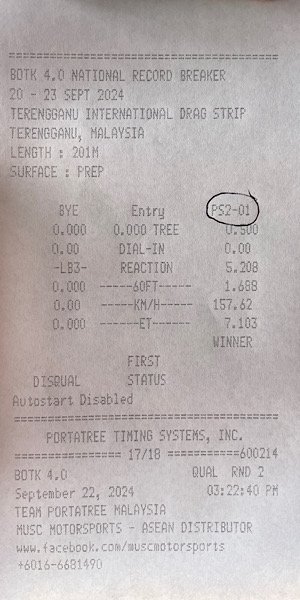 BOTK 4.0 NATIONAL RECORD BREAKER
20 - 23 SEPT 2024
TERENGGANU INTERNATIONAL DRAG STRIP
TERENGGANU, MALAYSIA
LENGTH : 201M
SURFACE : PREP
BYE Entry PS2-01
0.000 0.000 TREE 0.500
0.00 DIAL-IN 0.00
-LB3- REACTION 5.208
0.000 ------60FT------ 1.688
0.00 ------KM/H------ 157.62
0.000 ------ET------ 7.103
WINNER
FIRST
DISQUAL STATUS
Autostart Disabled
PORTATREE TIMING SYSTEMS, INC.
============== 17/18 ===========600214
BOTK 4.0 QUAL RND 2
September 22, 2024 03:22:40 PM
TEAM PORTATREE MALAYSIA
MUSC MOTORSPORTS - ASEAN DISTRIBUTOR
www.facebook.com/muscmotorsports
+6016-6681490